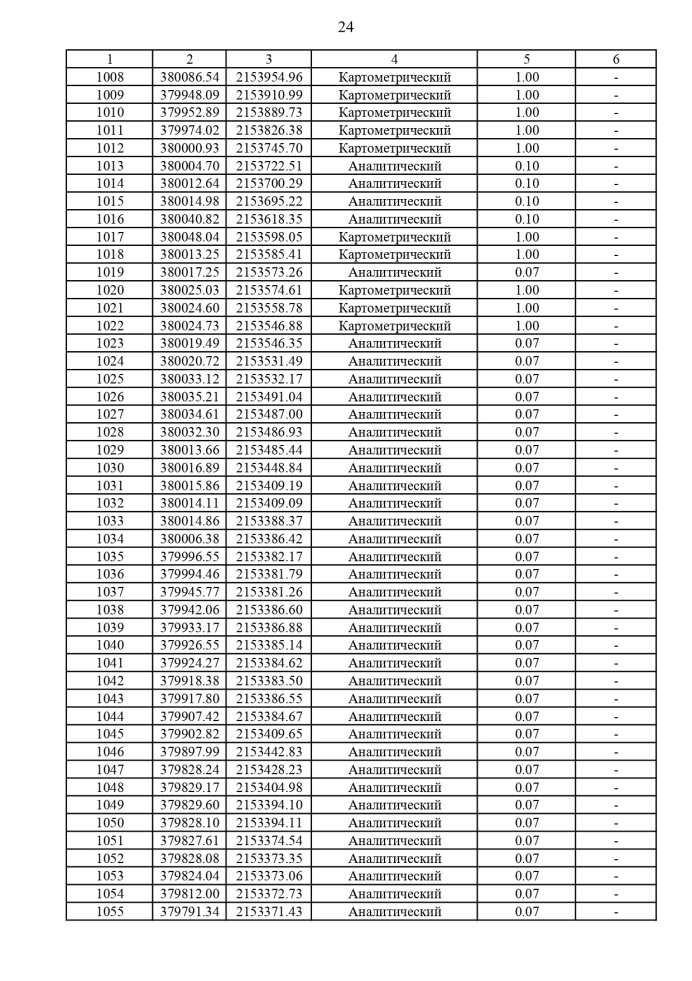 24
1 2 3 4 5 6
1008 380086.54 2153954.96 Картометрический 1.00 -
1009 379948.09 2153910.99 Картометрический 1.00 -
1010 379952.89 2153889.73 Картометрический 1.00 -
1011 379974.02 2153826.38 Картометрический 1.00 -
1012 380000.93 2153745.70 Картометрический 1.00 -
1013 380004.70 2153722.51 Аналитический 0.10 -
1014 380012.64 2153700.29 Аналитический 0.10 -
1015 380014.98 2153695.22 Аналитический 0.10 -
1016 380040.82 2153618.35 Аналитический 0.10 -
1017 380048.04 2153598.05 Картометрический 1.00 -
1018 380013.25 2153585.41 Картометрический 1.00 -
1019 380017.25 2153573.26 Аналитический 0.07 -
1020 380025.03 2153574.61 Картометрический 1.00 -
1021 380024.60 2153558.78 Картометрический 1.00 -
1022 380024.73 2153546.88 Картометрический 1.00 -
1023 380019.49 2153546.35 Аналитический 0.07 -
1024 380020.72 2153531.49 Аналитический 0.07 -
1025 380033.12 2153532.17 Аналитический 0.07 -
1026 380035.21 2153491.04 Аналитический 0.07 -
1027 380034.61 2153487.00 Аналитический 0.07 -
1028 380032.30 2153486.93 Аналитический 0.07 -
1029 380013.66 2153485.44 Аналитический 0.07 -
1030 380016.89 2153448.84 Аналитический 0.07 -
1031 380015.86 2153409.19 Аналитический 0.07 -
1032 380014.11 2153409.09 Аналитический 0.07 -
1033 380014.86 2153388.37 Аналитический 0.07 -
1034 380006.38 2153386.42 Аналитический 0.07 -
1035 379996.55 2153382.17 Аналитический 0.07 -
1036 379994.46 2153381.79 Аналитический 0.07 -
1037 379945.77 2153381.26 Аналитический 0.07 -
1038 379942.06 2153386.60 Аналитический 0.07 -
1039 379933.17 2153386.88 Аналитический 0.07 -
1040 379926.55 2153385.14 Аналитический 0.07 -
1041 379924.27 2153384.62 Аналитический 0.07 -
1042 379918.38 2153383.50 Аналитический 0.07 -
1043 379917.80 2153386.55 Аналитический 0.07 -
1044 379907.42 2153384.67 Аналитический 0.07 -
1045 379902.82 2153409.65 Аналитический 0.07 -
1046 379897.99 2153442.83 Аналитический 0.07 -
1047 379828.24 2153428.23 Аналитический 0.07 -
1048 379829.17 2153404.98 Аналитический 0.07 -
1049 379829.60 2153394.10 Аналитический 0.07 -
1050 379828.10 2153394.11 Аналитический 0.07 -
1051 379827.61 2153374.54 Аналитический 0.07 -
1052 379828.08 2153373.35 Аналитический 0.07 -
1053 379824.04 2153373.06 Аналитический 0.07 -
1054 379812.00 2153372.73 Аналитический 0.07 -
1055 379791.34 2153371.43 Аналитический 0.07 -